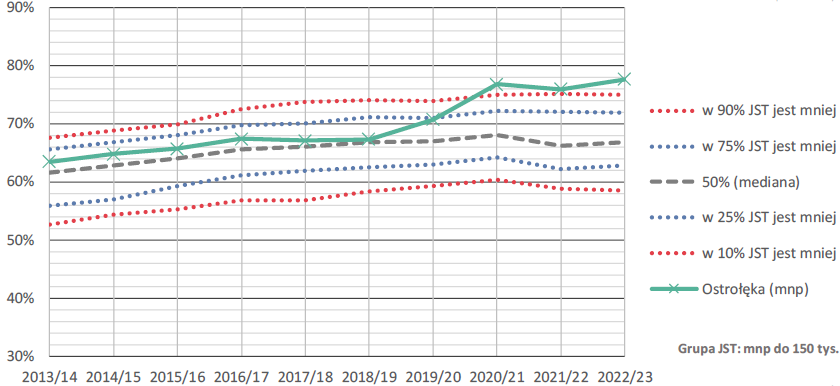 90%
80%
70%
60%
50%
40%
30%
2013/14 2014/15 2015/16 2016/17 2017/18 2018/19 2019/20 2020/21 2021/22 2022/23
w 90% JST jest mniej
w 75% JST jest mniej
50% (mediana)
w 25% JST jest mniej
w 10% JST jest mniej
Ostrołęka (mnp)
Grupa JST: mnp do 150 tys.